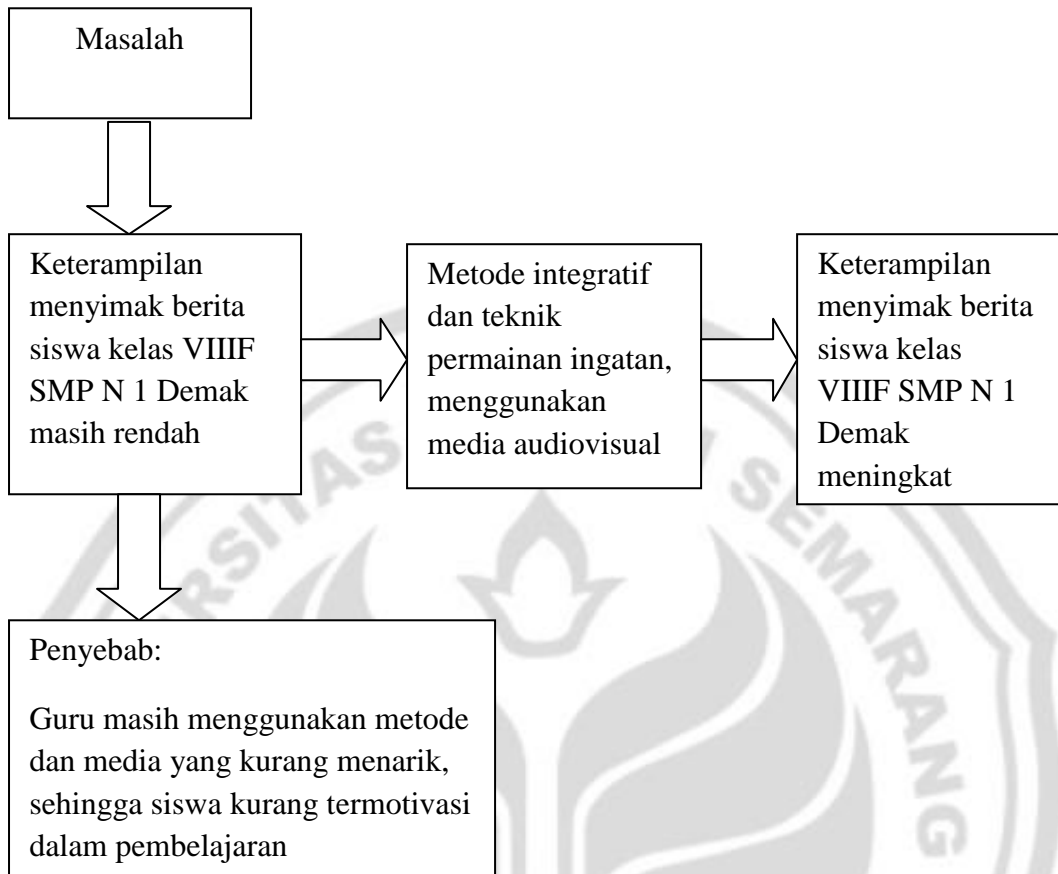 Masalah
Keterampilan
menyimak berita
siswa kelas VIIIF
SMP N 1 Demak
masih rendah
Metode integratif
dan teknik
permainan ingatan,
menggunakan
media audiovisual
Keterampilan
menyimak berita
siswa kelas
VIIIF SMP N 1
Demak
meningkat
Penyebab:
Guru masih menggunakan metode
dan media yang kurang menarik,
sehingga siswa kurang termotivasi
dalam pembelajaran
SEMARANG